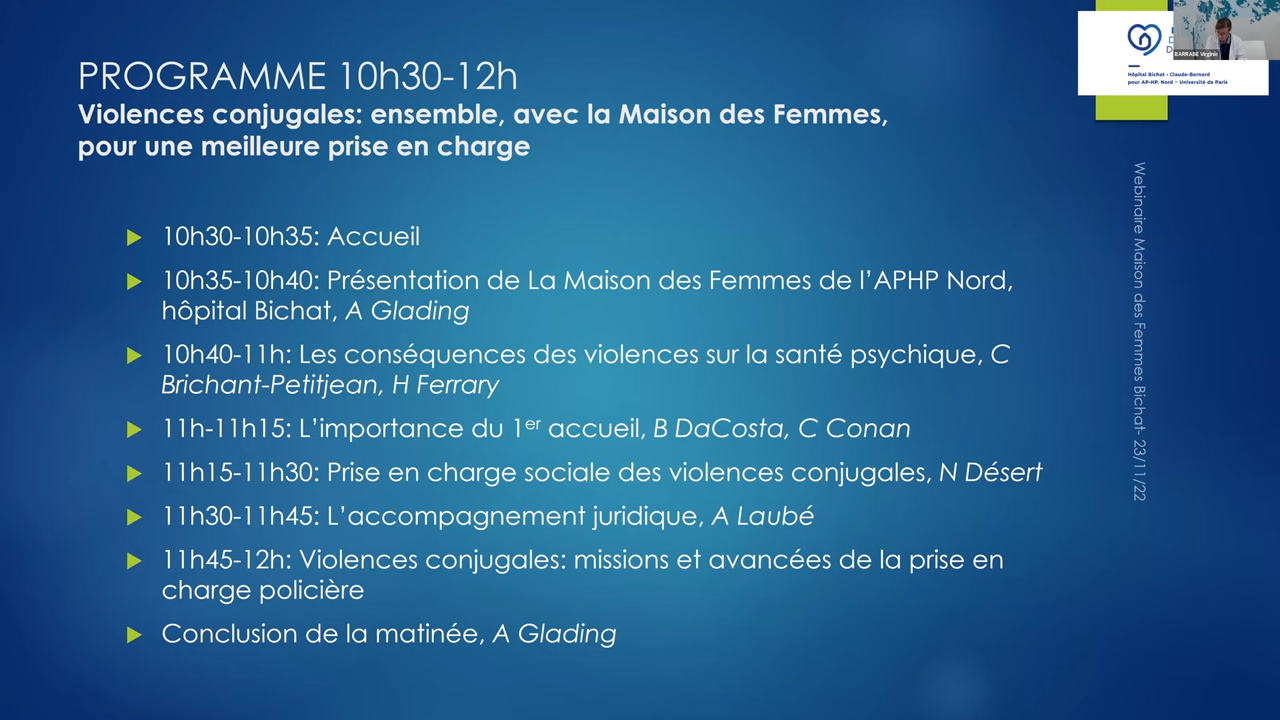 PROGRAMME 10h30-12h
Violences conjugales: ensemble, avec la Maison des Femmes,
pour une meilleure prise en charge
10h30-10h35: Accueil
10h35-10h40: Présentation de La Maison des Femmes de l’APHP Nord,
hôpital Bichat, A Glading
10h40-11h: Les conséquences des violences sur la santé psychique, C
Brichant-Petitjean, H Ferrary
11h-11h15: L’importance du 1er accueil, B DaCosta, C Conan
11h15-11h30: Prise en charge sociale des violences conjugales, N Désert
11h30-11h45: L’accompagnement juridique, A Laubé
11h45-12h: Violences conjugales: missions et avancées de la prise en
charge policière
Conclusion de la matinée, A Glading
BARRABE Virginie
Hôpital Bichat - Claude-Bernard
pour AP-HP. Nord – Université de Paris
Webinaire Maison des Femmes Bichat- 23/11/22